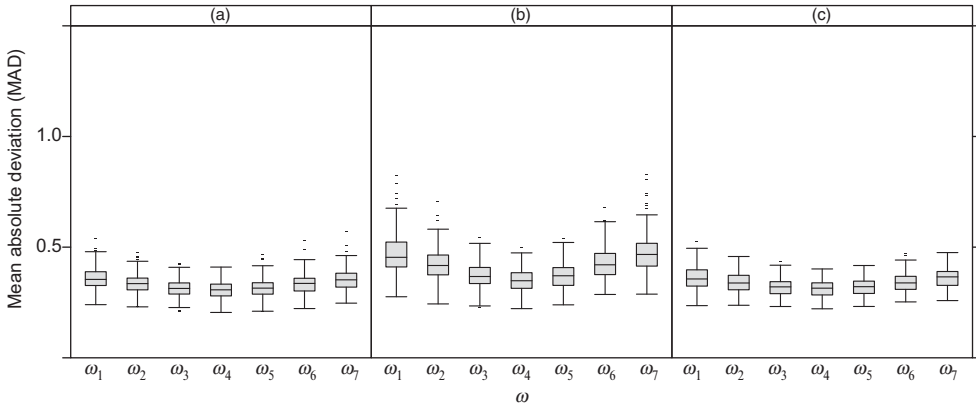 (a) (b) (c)
Mean absolute deviation (MAD)
1.0
0.5
ω1 ω2 ω3 ω4 ω5 ω6 ω7 ω1 ω2 ω3 ω4 ω5 ω6 ω7 ω1 ω2 ω3 ω4 ω5 ω6 ω7
ω